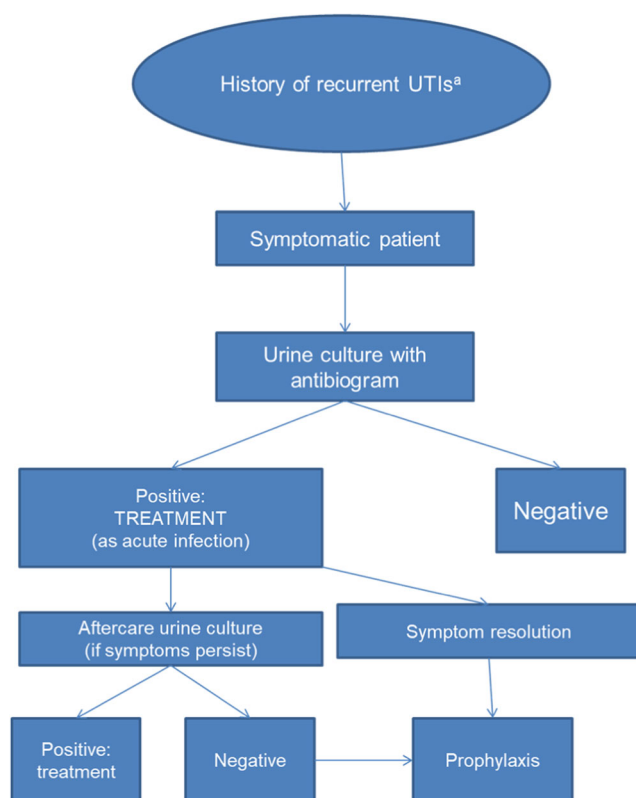 History of recurrent UTIsᵃ
Symptomatic patient
Urine culture with
antibiogram
Positive:
TREATMENT
(as acute infection)
Negative
Aftercare urine culture
(if symptoms persist)
Symptom resolution
Positive:
treatment
Negative
Prophylaxis